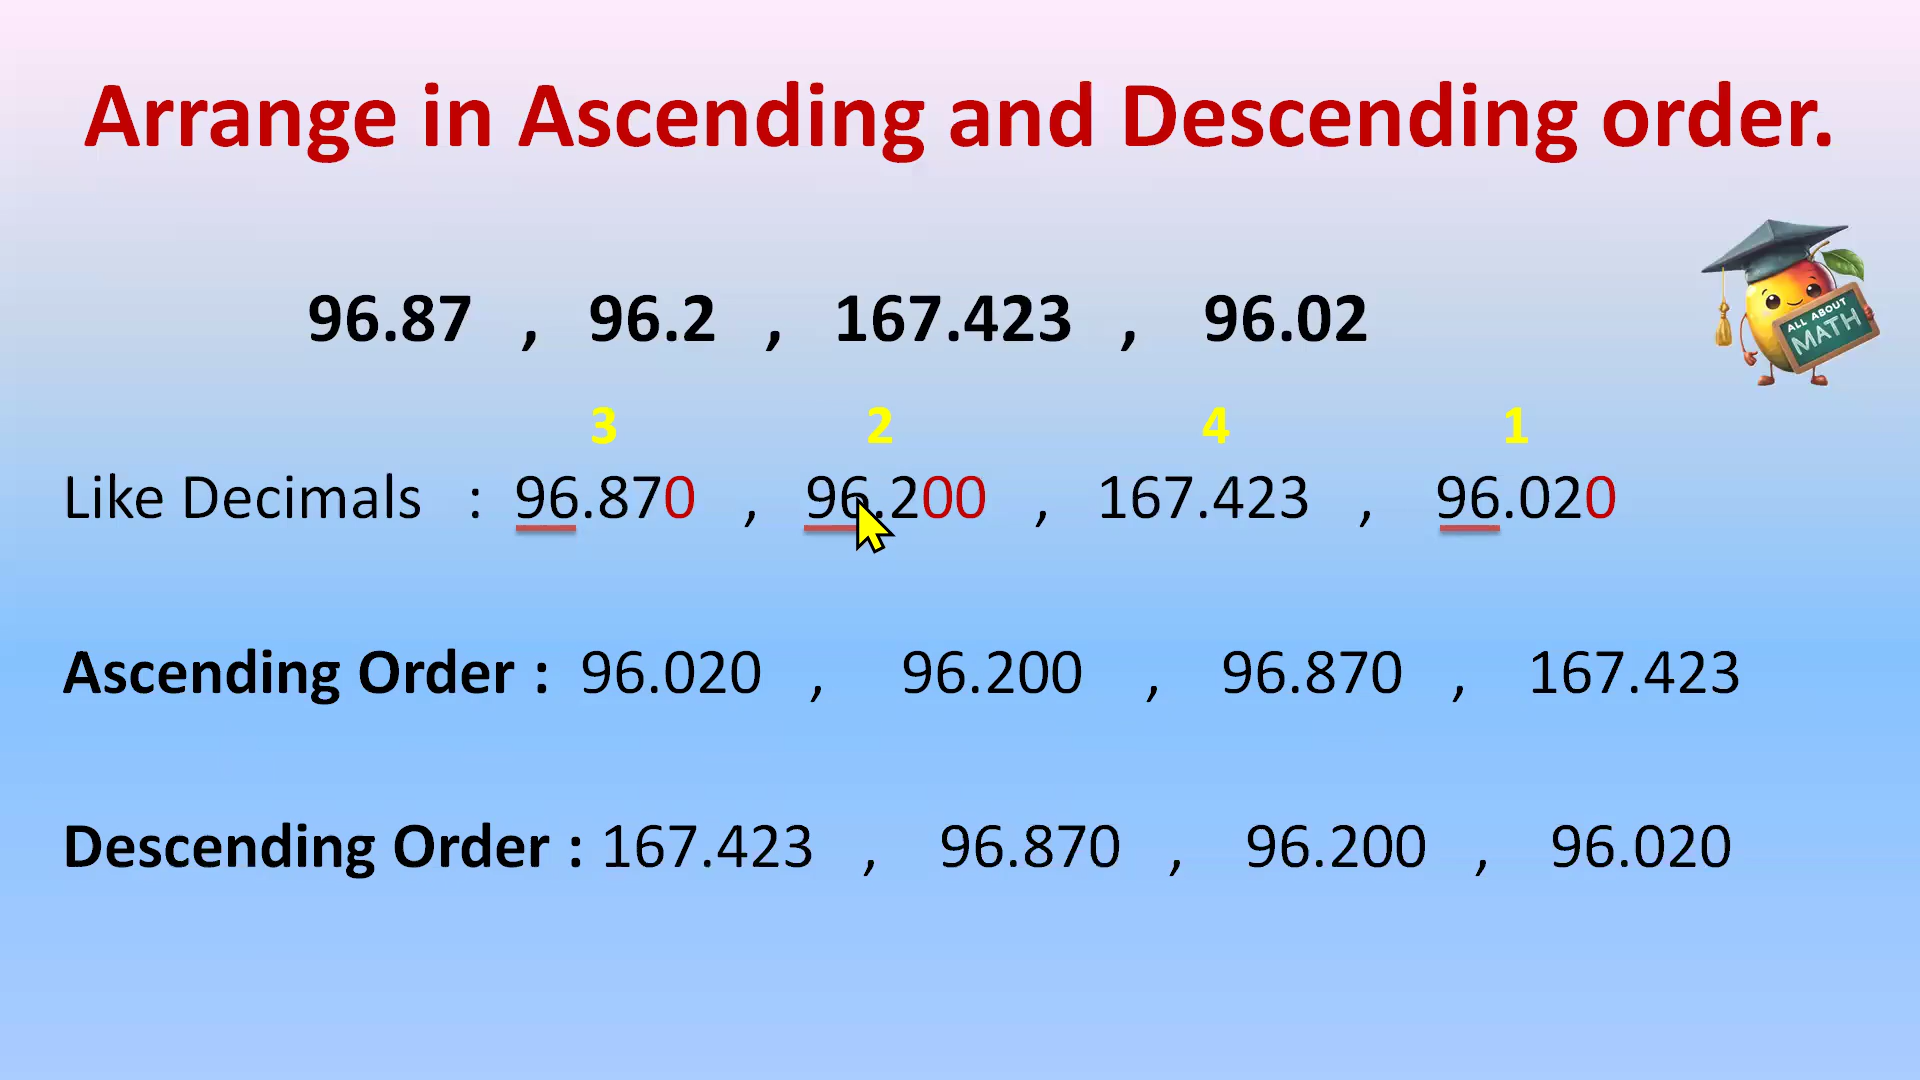 Arrange in Ascending and Descending order.
96.87 , 96.2 , 167.423 , 96.02
ALL ABOUT
MATH
3 2 4 1
Like Decimals : 96.870 , 96.200 , 167.423 , 96.020
Ascending Order : 96.020 , 96.200 , 96.870 , 167.423
Descending Order : 167.423 , 96.870 , 96.200 , 96.020